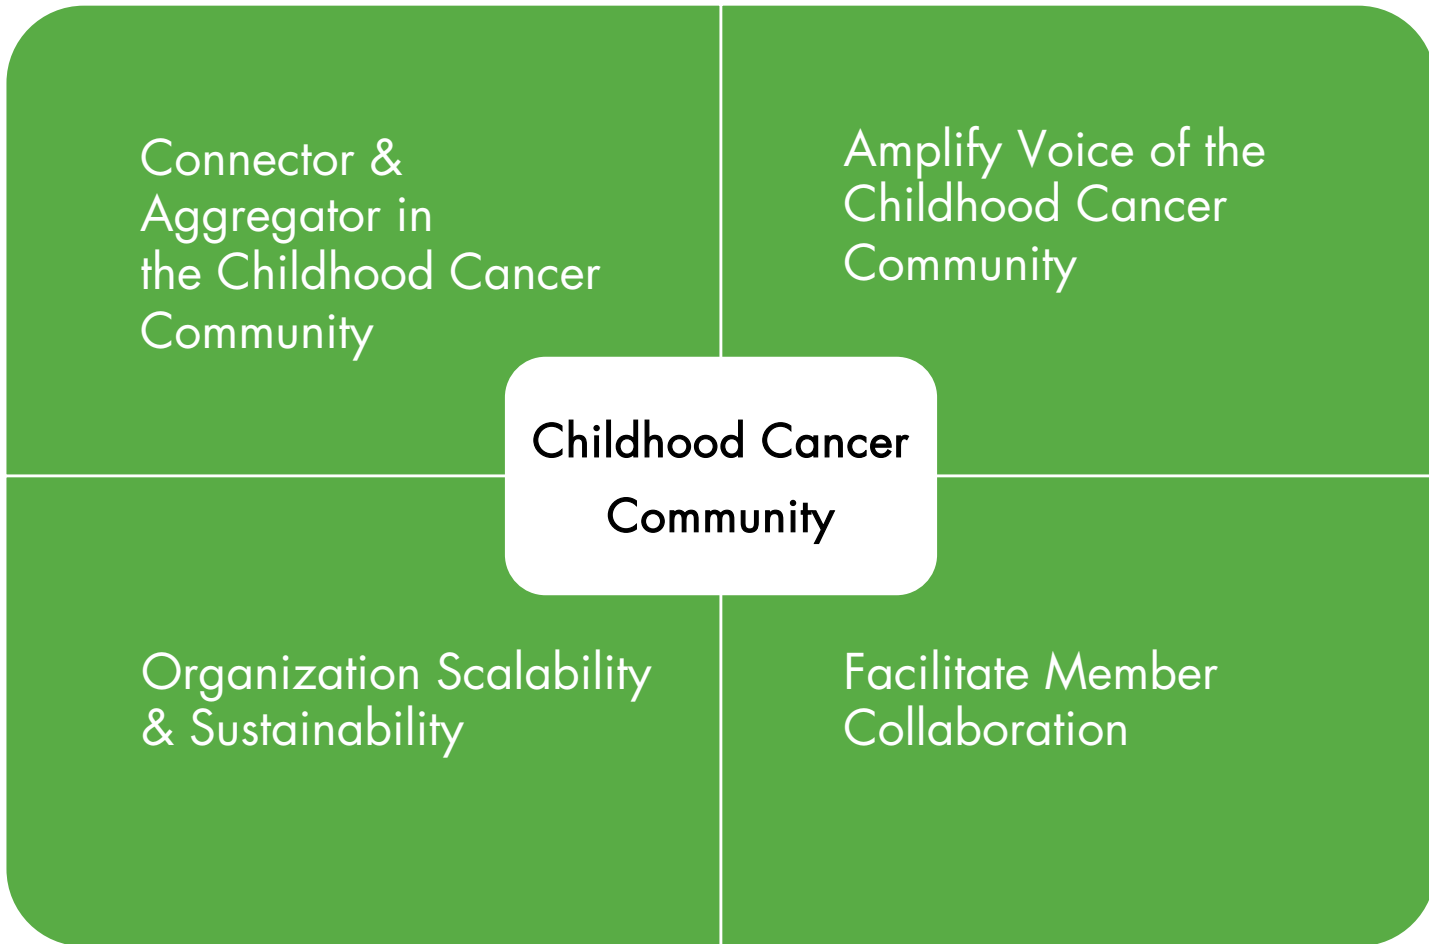 Connector &
Aggregator in
the Childhood Cancer
Community
Amplify Voice of the
Childhood Cancer
Community
Childhood Cancer
Community
Organization Scalability
& Sustainability
Facilitate Member
Collaboration